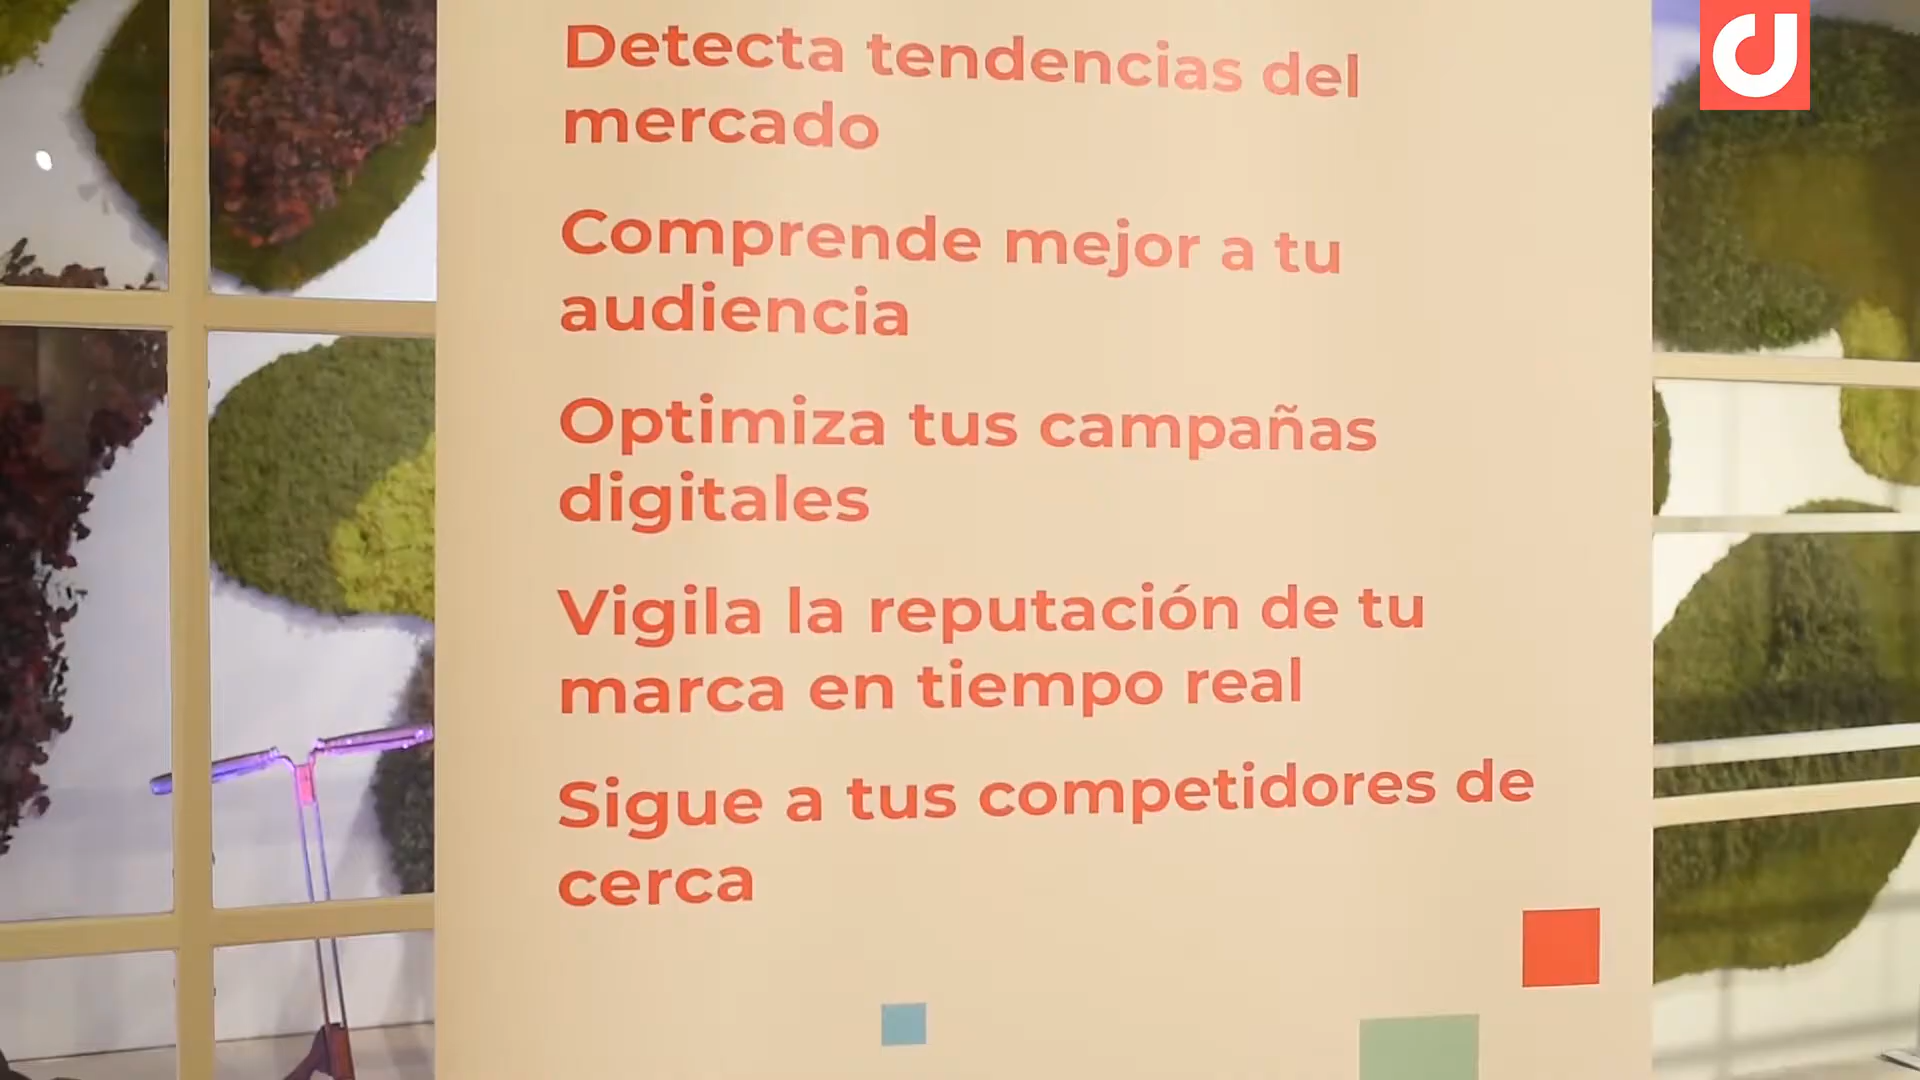 Detecta tendencias del
mercado
Comprende mejor a tu
audiencia
Optimiza tus campañas
digitales
Vigila la reputación de tu
marca en tiempo real
Sigue a tus competidores de
cerca